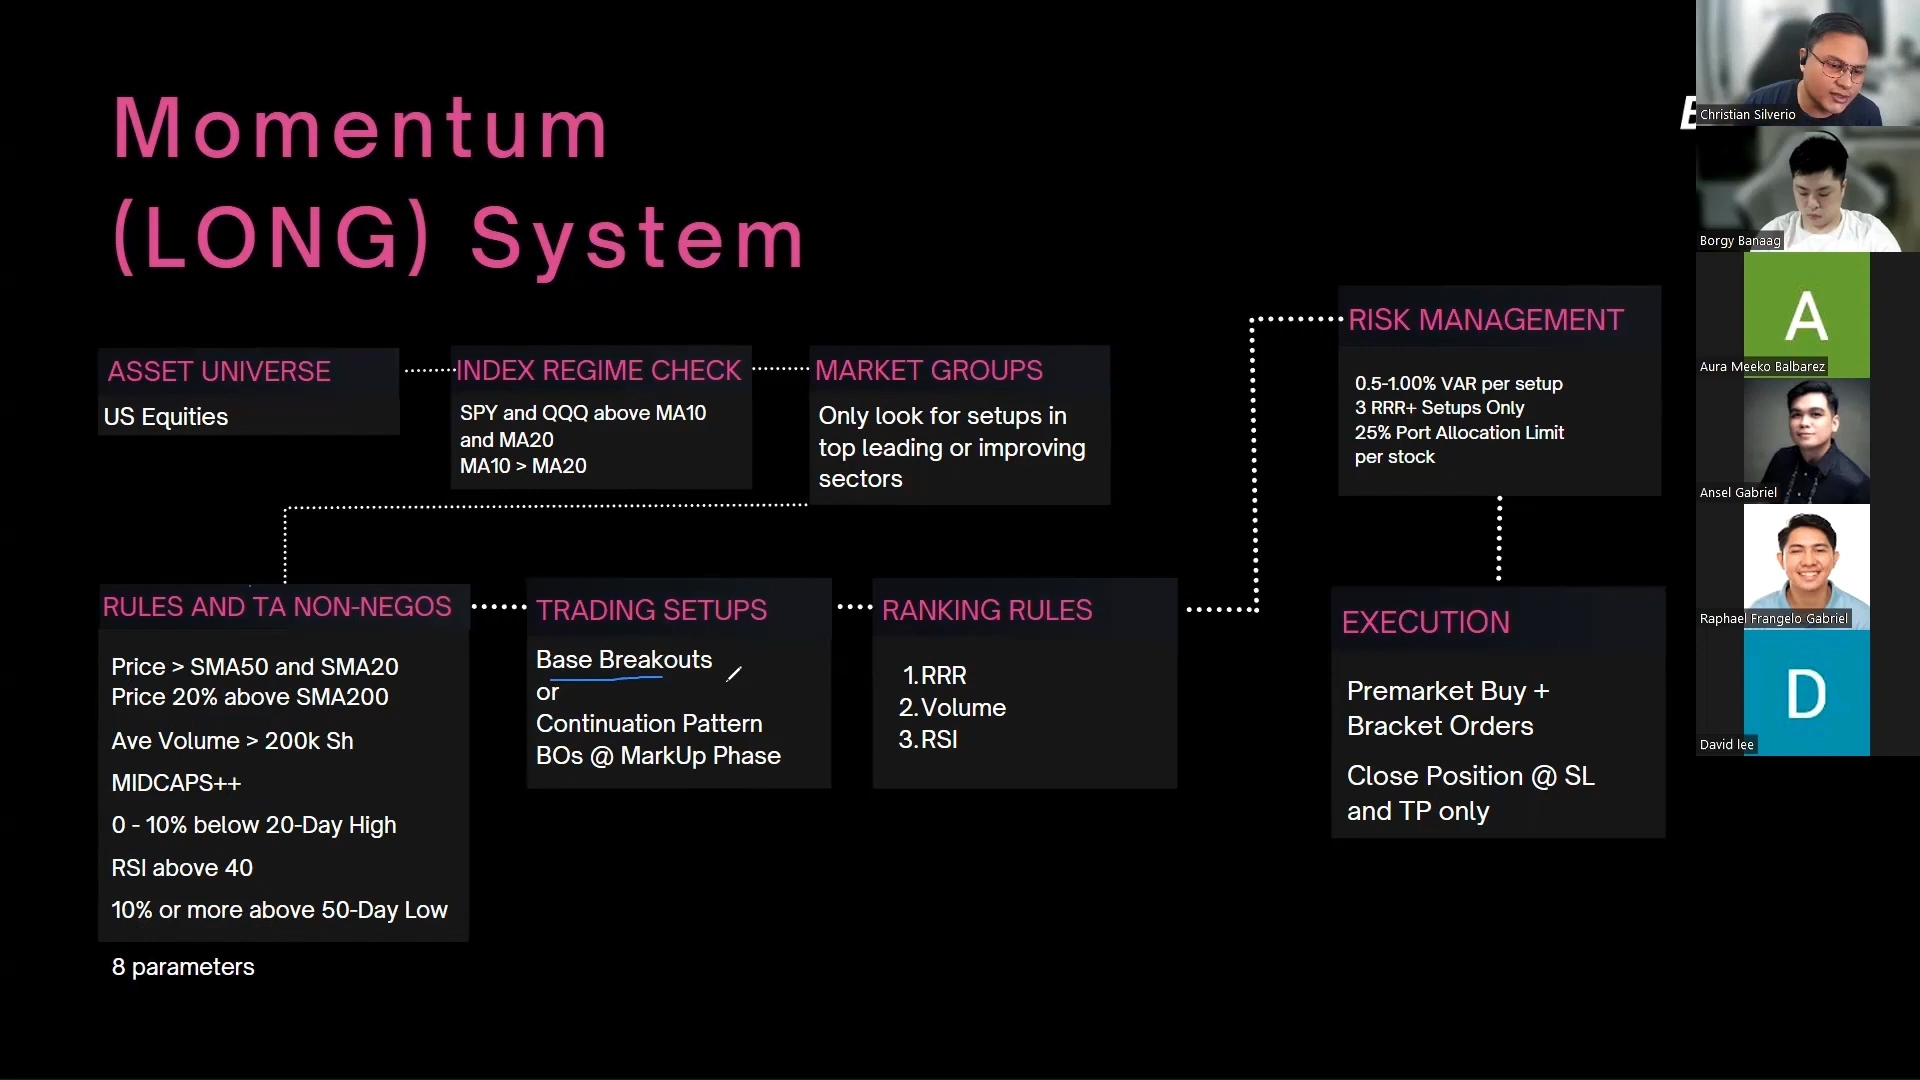 Momentum
(LONG) System
ASSET UNIVERSE
US Equities
INDEX REGIME CHECK
SPY and QQQ above MA10
and MA20
MA10 > MA20
MARKET GROUPS
Only look for setups in
top leading or improving
sectors
RULES AND TA NON-NEGOS
Price > SMA50 and SMA20
Price 20% above SMA200
Ave Volume > 200k Sh
MIDCAPS++
0 - 10% below 20-Day High
RSI above 40
10% or more above 50-Day Low
8 parameters
TRADING SETUPS
Base Breakouts
or
Continuation Pattern
BOs @ MarkUp Phase
RANKING RULES
1.RRR
2.Volume
3.RSI
RISK MANAGEMENT
0.5-1.00% VAR per setup
3 RRR+ Setups Only
25% Port Allocation Limit
per stock
EXECUTION
Premarket Buy +
Bracket Orders
Close Position @ SL
and TP only
Christian Silverio
Borgy Banaag
A
Aura Meeko Balbarez
Ansel Gabriel
Raphael Frangelo Gabriel
D
David lee